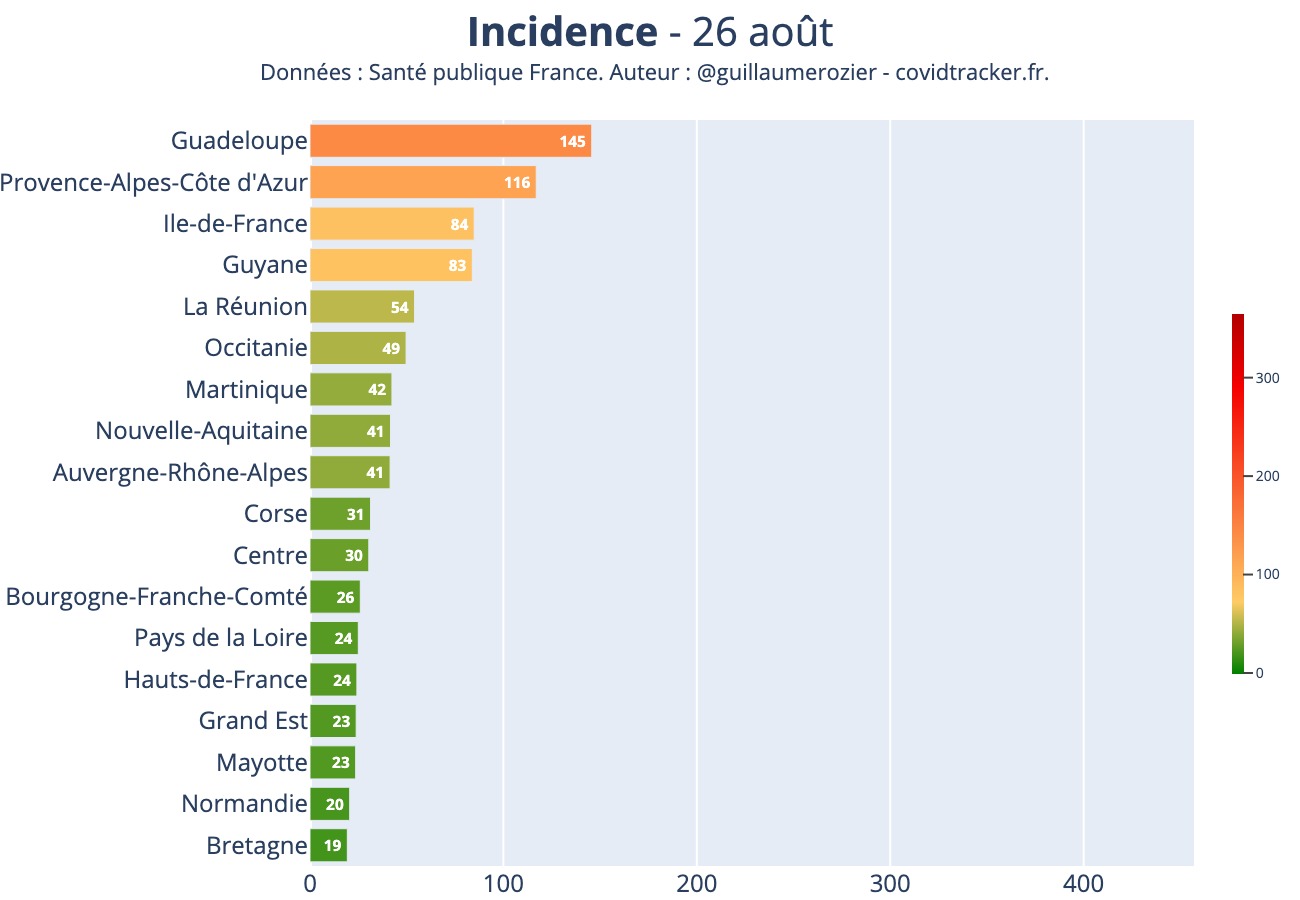 Incidence - 26 août
Données : Santé publique France. Auteur : @guillaumerozier - covidtracker.fr.
Guadeloupe 145
Provence-Alpes-Côte d'Azur 116
Ile-de-France 84
Guyane 83
La Réunion 54
Occitanie 49
Martinique 42
Nouvelle-Aquitaine 41
Auvergne-Rhône-Alpes 41
Corse 31
Centre 30
Bourgogne-Franche-Comté 26
Pays de la Loire 24
Hauts-de-France 24
Grand Est 23
Mayotte 23
Normandie 20
Bretagne 19
0 100 200 300 400
300
200
100
0